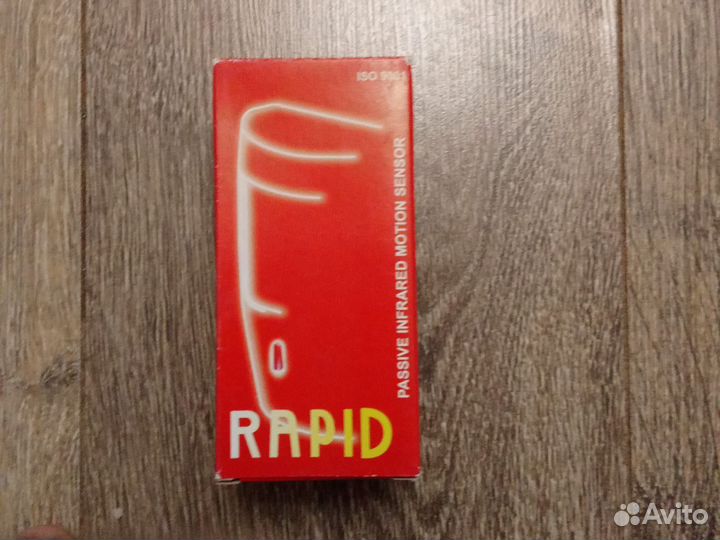 ISO 9001
PASSIVE INFRARED MOTION SENSOR
RAPID
Avito